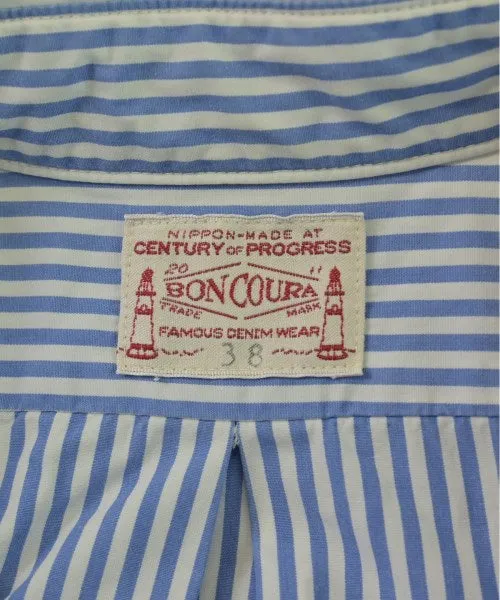 NIPPON-MADE AT
CENTURY OF PROGRESS
20 11
BONCOURA
TRADE MARK
FAMOUS DENIM WEAR
38